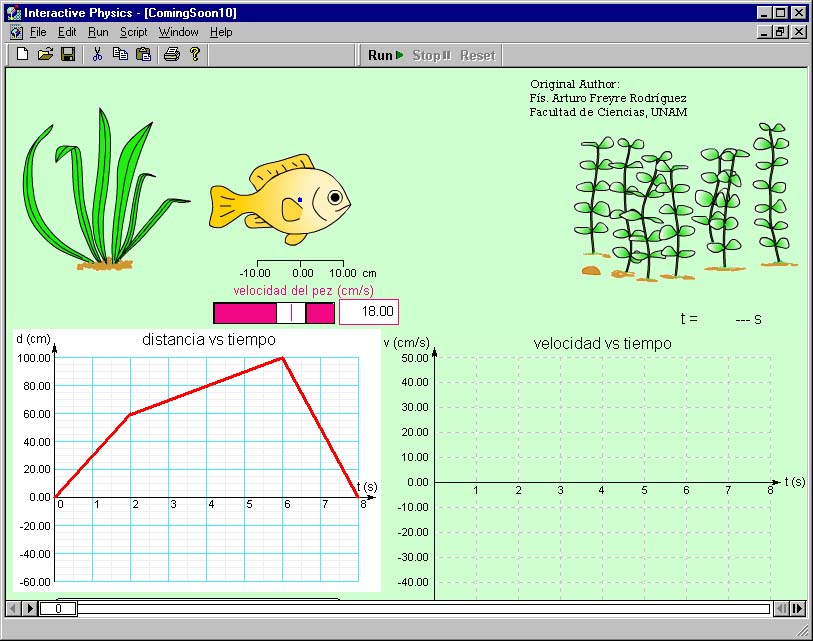 Interactive Physics - [ComingSoon10]
File Edit Run Script Window Help
Run Stop Reset
Original Author:
Fís. Arturo Freyre Rodríguez
Facultad de Ciencias, UNAM
-10.00 0.00 10.00 cm
velocidad del pez (cm/s)
18.00
t = --- s
d (cm)
distancia vs tiempo
100.00
80.00
60.00
40.00
20.00
0.00
-20.00
-40.00
-60.00
t (s)
0 1 2 3 4 5 6 7 8
v (cm/s)
velocidad vs tiempo
50.00
40.00
30.00
20.00
10.00
0.00
-10.00
-20.00
-30.00
-40.00
1 2 3 4 5 6 7 8
t (s)
0